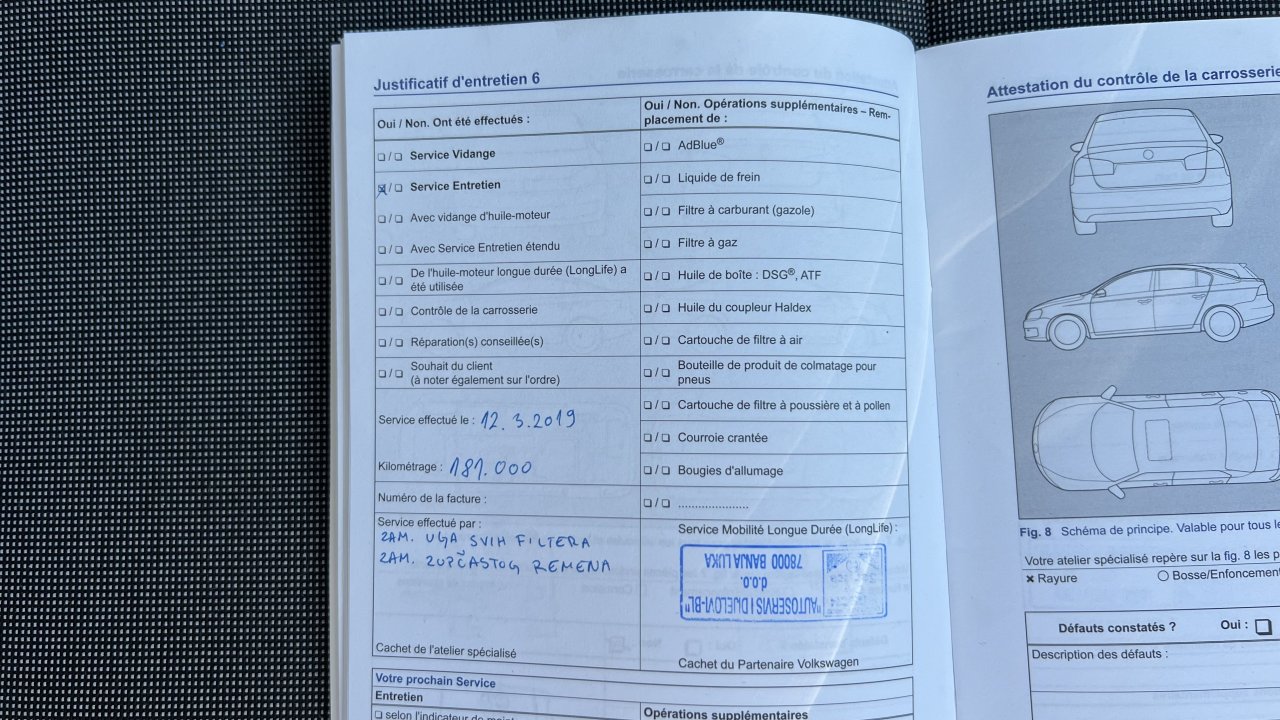 Justificatif d'entretien 6
Oui / Non. Ont été effectués :
❏ / ❏ Service Vidange
☒ / ❏ Service Entretien
❏ / ❏ Avec vidange d'huile-moteur
❏ / ❏ Avec Service Entretien étendu
❏ / ❏ De l'huile-moteur longue durée (LongLife) a
été utilisée
❏ / ❏ Contrôle de la carrosserie
❏ / ❏ Réparation(s) conseillée(s)
❏ / ❏ Souhait du client
(à noter également sur l'ordre)
Service effectué le : 12.3.2019
Kilométrage : 181.000
Numéro de la facture :
Service effectué par :
ZAM. UGA SVIH FILTERA
ZAM. ZUPČASTOG REMENA
Cachet de l'atelier spécialisé
Oui / Non. Opérations supplémentaires – Rem-
placement de :
❏ / ❏ AdBlue®
❏ / ❏ Liquide de frein
❏ / ❏ Filtre à carburant (gazole)
❏ / ❏ Filtre à gaz
❏ / ❏ Huile de boîte : DSG®, ATF
❏ / ❏ Huile du coupleur Haldex
❏ / ❏ Cartouche de filtre à air
❏ / ❏ Bouteille de produit de colmatage pour
pneus
❏ / ❏ Cartouche de filtre à poussière et à pollen
❏ / ❏ Courroie crantée
❏ / ❏ Bougies d'allumage
❏ / ❏ .....................
Service Mobilité Longue Durée (LongLife) :
"AUTOSERVIS I DIJELOVI-BL"
d.o.o.
78000 BANJA LUKA
Cachet du Partenaire Volkswagen
Votre prochain Service
Entretien
Opérations supplémentaires
❏ selon l'indicateur de
Attestation du contrôle de la carrosserie
Fig. 8 Schéma de principe. Valable pour tous le
Votre atelier spécialisé repère sur la fig. 8 les p
× Rayure
○ Bosse/Enfoncement
Défauts constatés ? Oui : ❏
Description des défauts :